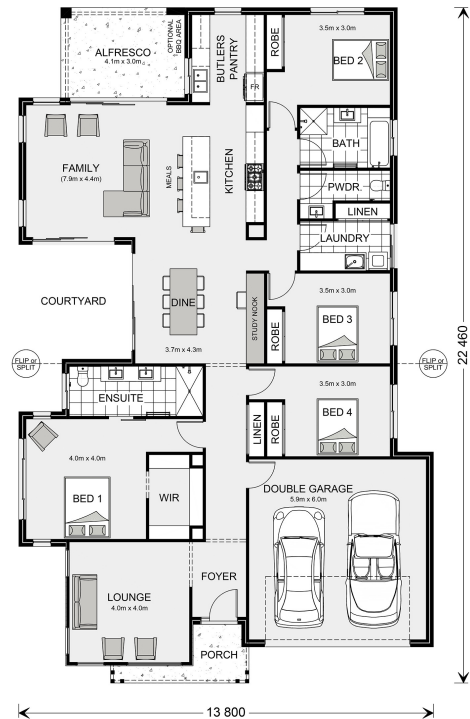 ALFRESCO
4.1m x 3.0m
OPTIONAL
BBQ AREA
BUTLERS
PANTRY
ROBE
3.5m x 3.0m
BED 2
FR
BATH
FAMILY
(7.9m x 4.4m)
MEALS
KITCHEN
PWDR.
LINEN
LAUNDRY
COURTYARD
DINE
3.7m x 4.3m
STUDY NOOK
3.5m x 3.0m
BED 3
ROBE
FLIP or
SPLIT
FLIP or
SPLIT
22 460
ENSUITE
3.5m x 3.0m
BED 4
LINEN
ROBE
4.0m x 4.0m
BED 1
WIR
DOUBLE GARAGE
5.9m x 6.0m
FOYER
LOUNGE
4.0m x 4.0m
PORCH
13 800